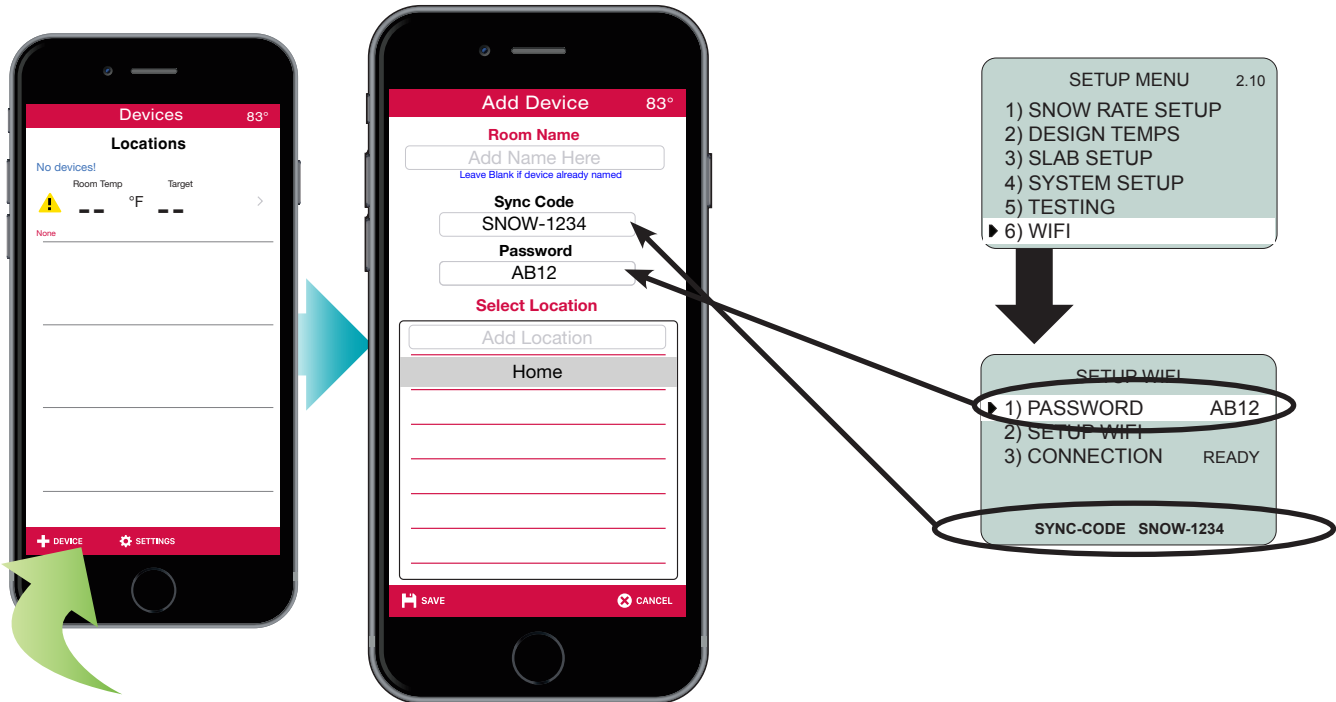 Devices 83°
Locations
No devices!
Room Temp Target
-- °F --
None
DEVICE SETTINGS
Add Device 83°
Room Name
Add Name Here
Leave Blank if device already named
Sync Code
SNOW-1234
Password
AB12
Select Location
Add Location
Home
SAVE CANCEL
SETUP MENU 2.10
1) SNOW RATE SETUP
2) DESIGN TEMPS
3) SLAB SETUP
4) SYSTEM SETUP
5) TESTING
6) WIFI
SETUP WIFI
1) PASSWORD AB12
2) SETUP WIFI
3) CONNECTION READY
SYNC-CODE SNOW-1234